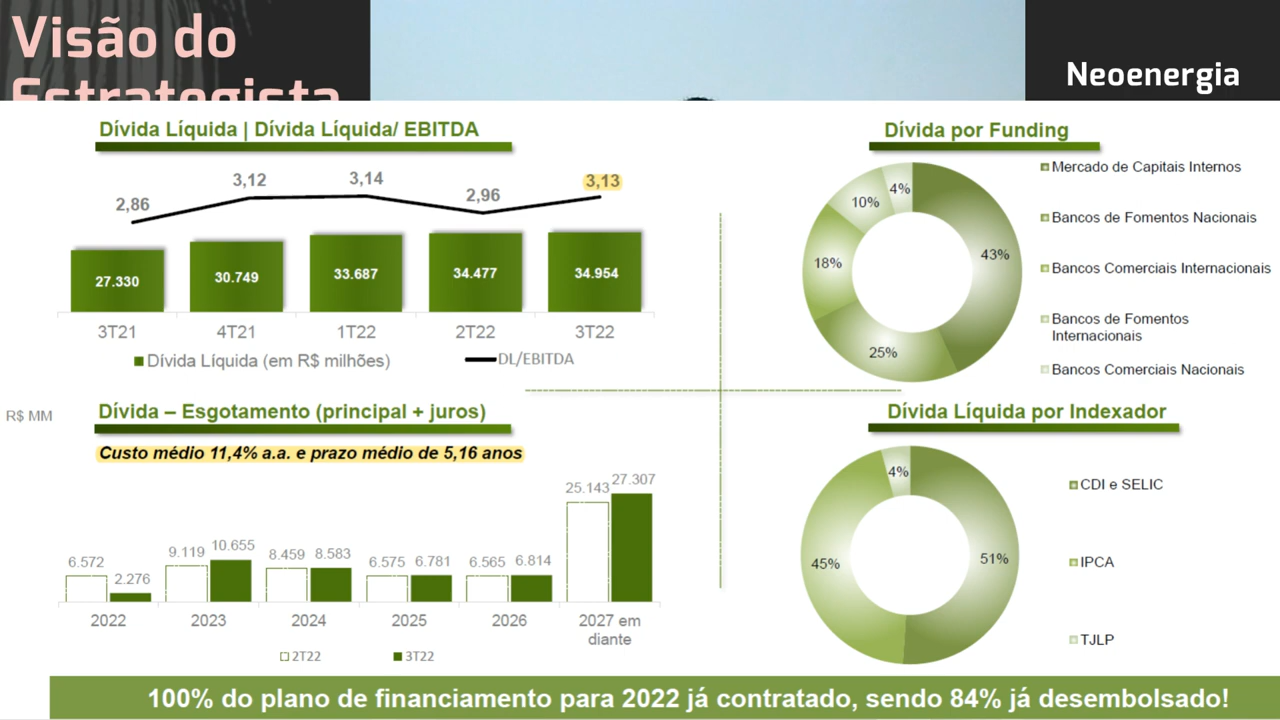 Visão do
Estrategista
Neoenergia
Dívida Líquida | Dívida Líquida/ EBITDA
2,86
3,12
3,14
2,96
3,13
27.330
30.749
33.687
34.477
34.954
3T21
4T21
1T22
2T22
3T22
Dívida Líquida (em R$ milhões)
DL/EBITDA
Dívida por Funding
4%
10%
18%
25%
43%
Mercado de Capitais Internos
Bancos de Fomentos Nacionais
Bancos Comerciais Internacionais
Bancos de Fomentos
Internacionais
Bancos Comerciais Nacionais
R$ MM
Dívida – Esgotamento (principal + juros)
Custo médio 11,4% a.a. e prazo médio de 5,16 anos
6.572
2.276
9.119
10.655
8.459
8.583
6.575
6.781
6.565
6.814
25.143
27.307
2022
2023
2024
2025
2026
2027 em
diante
2T22
3T22
Dívida Líquida por Indexador
4%
45%
51%
CDI e SELIC
IPCA
TJLP
100% do plano de financiamento para 2022 já contratado, sendo 84% já desembolsado!